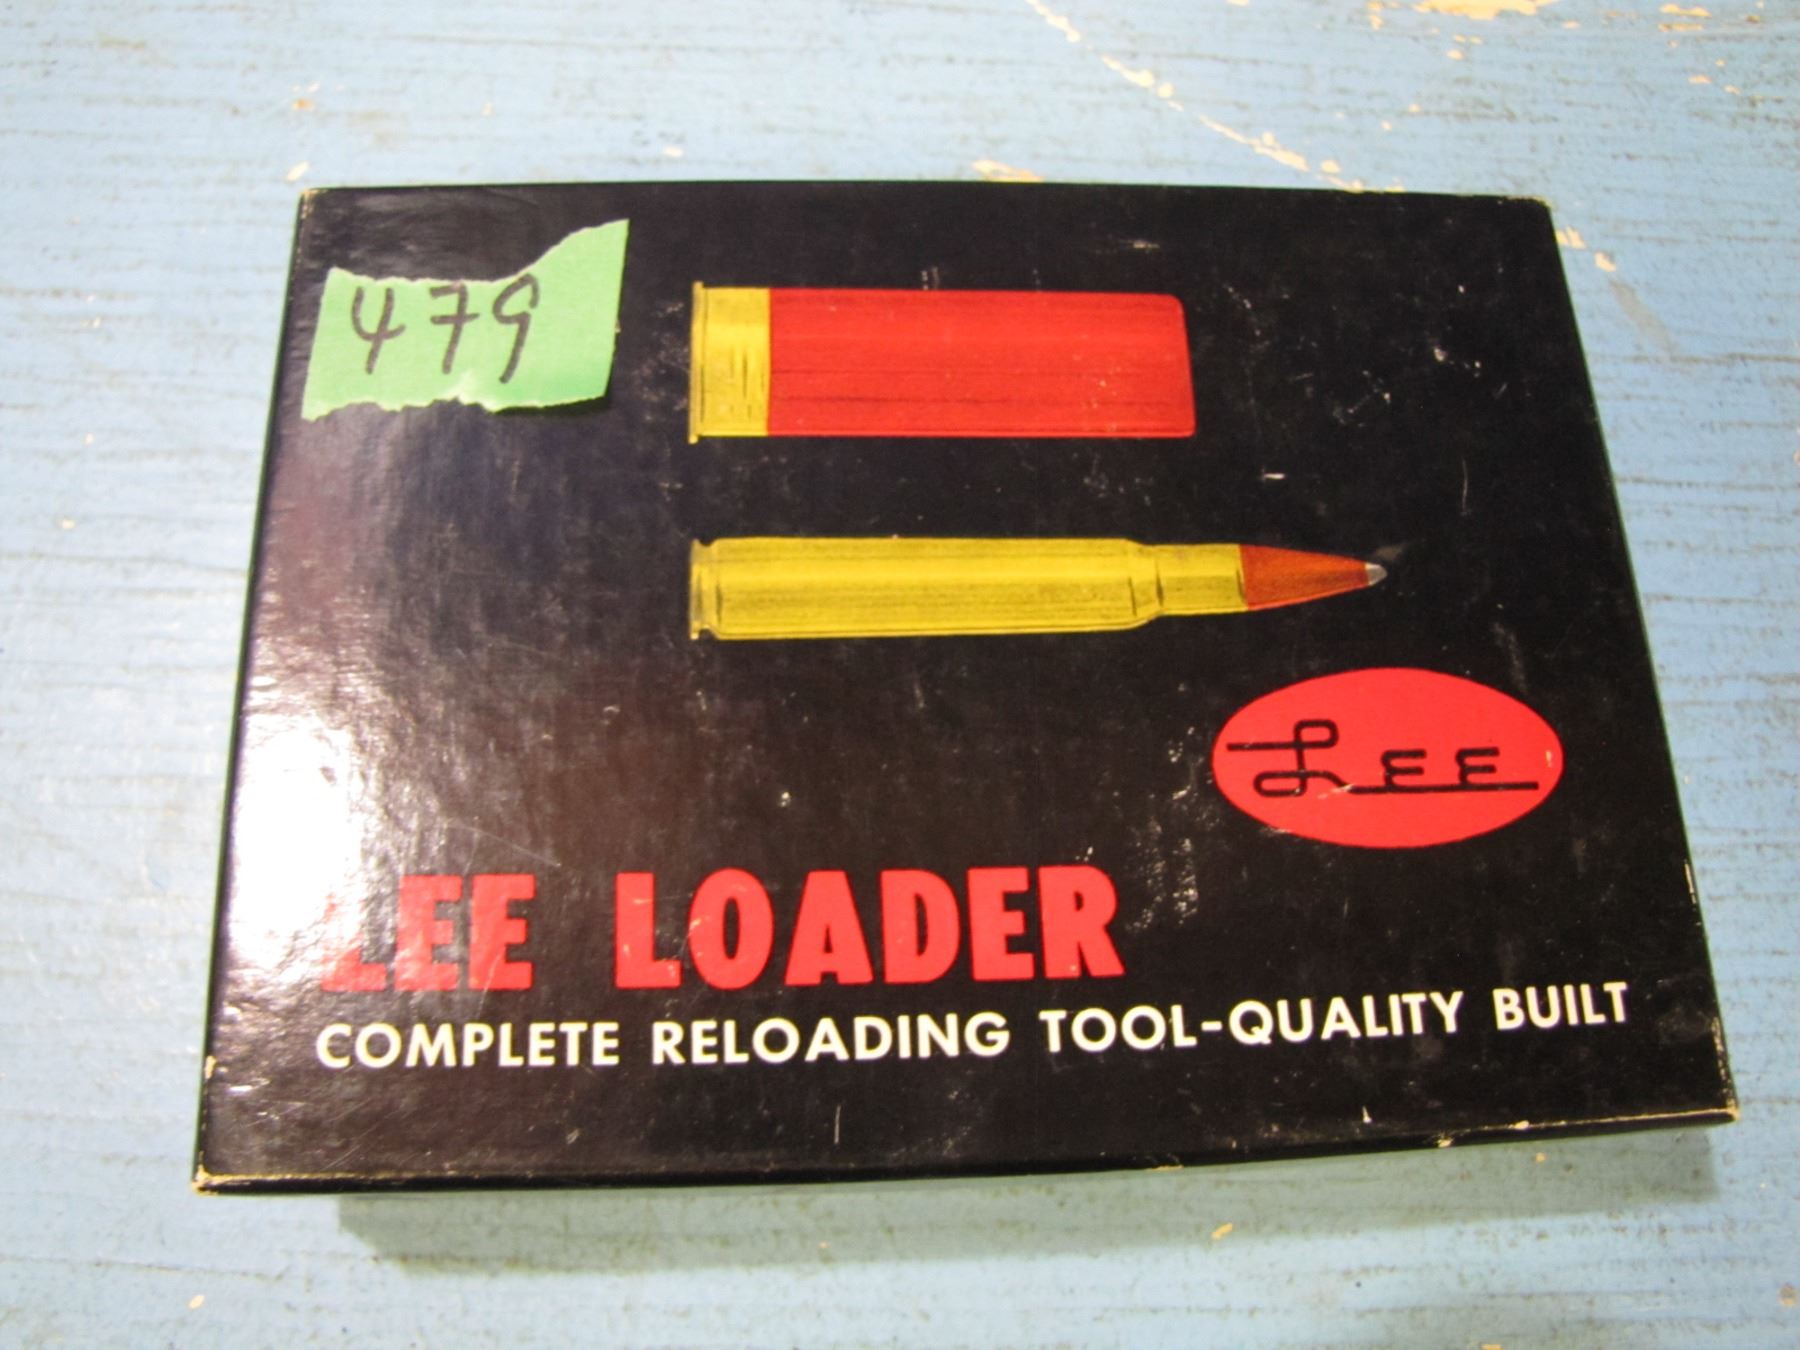 479
LEE
LEE LOADER
COMPLETE RELOADING TOOL-QUALITY BUILT